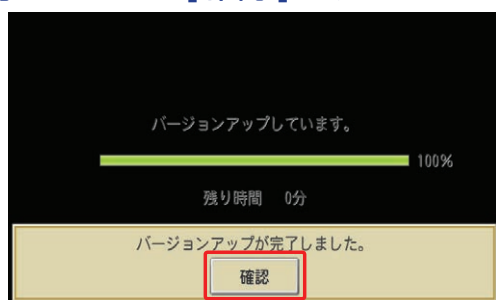 バージョンアップしています。
100%
残り時間 0分
バージョンアップが完了しました。
確認